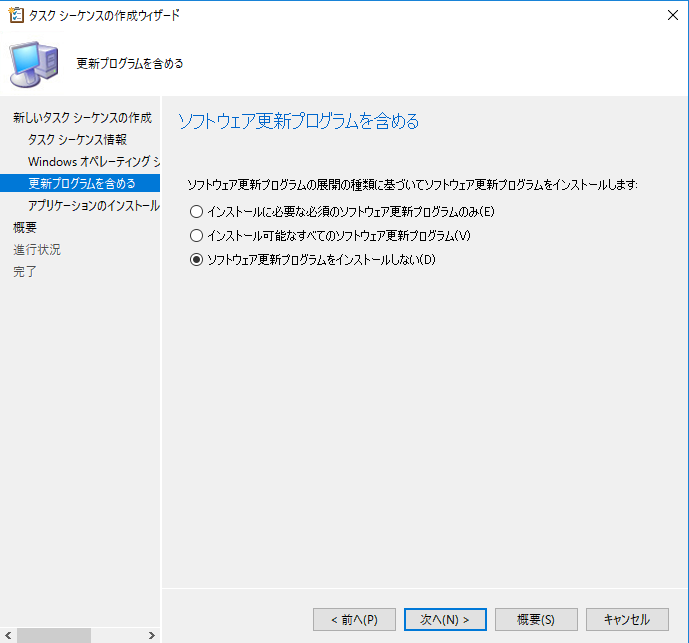 タスク シーケンスの作成ウィザード
更新プログラムを含める
新しいタスク シーケンスの作成
タスク シーケンス情報
Windows オペレーティング シ
更新プログラムを含める
アプリケーションのインストール
概要
進行状況
完了
ソフトウェア更新プログラムを含める
ソフトウェア更新プログラムの展開の種類に基づいてソフトウェア更新プログラムをインストールします:
インストールに必要な必須のソフトウェア更新プログラムのみ(E)
インストール可能なすべてのソフトウェア更新プログラム(V)
ソフトウェア更新プログラムをインストールしない(D)
< 前へ(P)
次へ(N) >
概要(S)
キャンセル